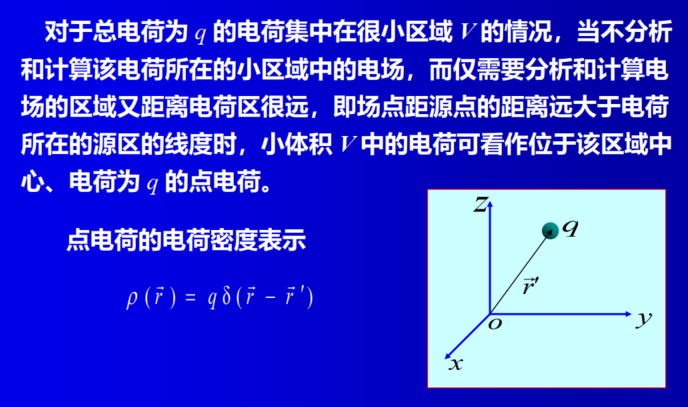 对于总电荷为 q 的电荷集中在很小区域 V 的情况，当不分析
和计算该电荷所在的小区域中的电场，而仅需要分析和计算电
场的区域又距离电荷区很远，即场点距源点的距离远大于电荷
所在的源区的线度时，小体积 V 中的电荷可看作位于该区域中
心、电荷为 q 的点电荷。
点电荷的电荷密度表示
ρ(r⃗) = qδ(r⃗ − r⃗′)
z
q
r⃗′
o
y
x